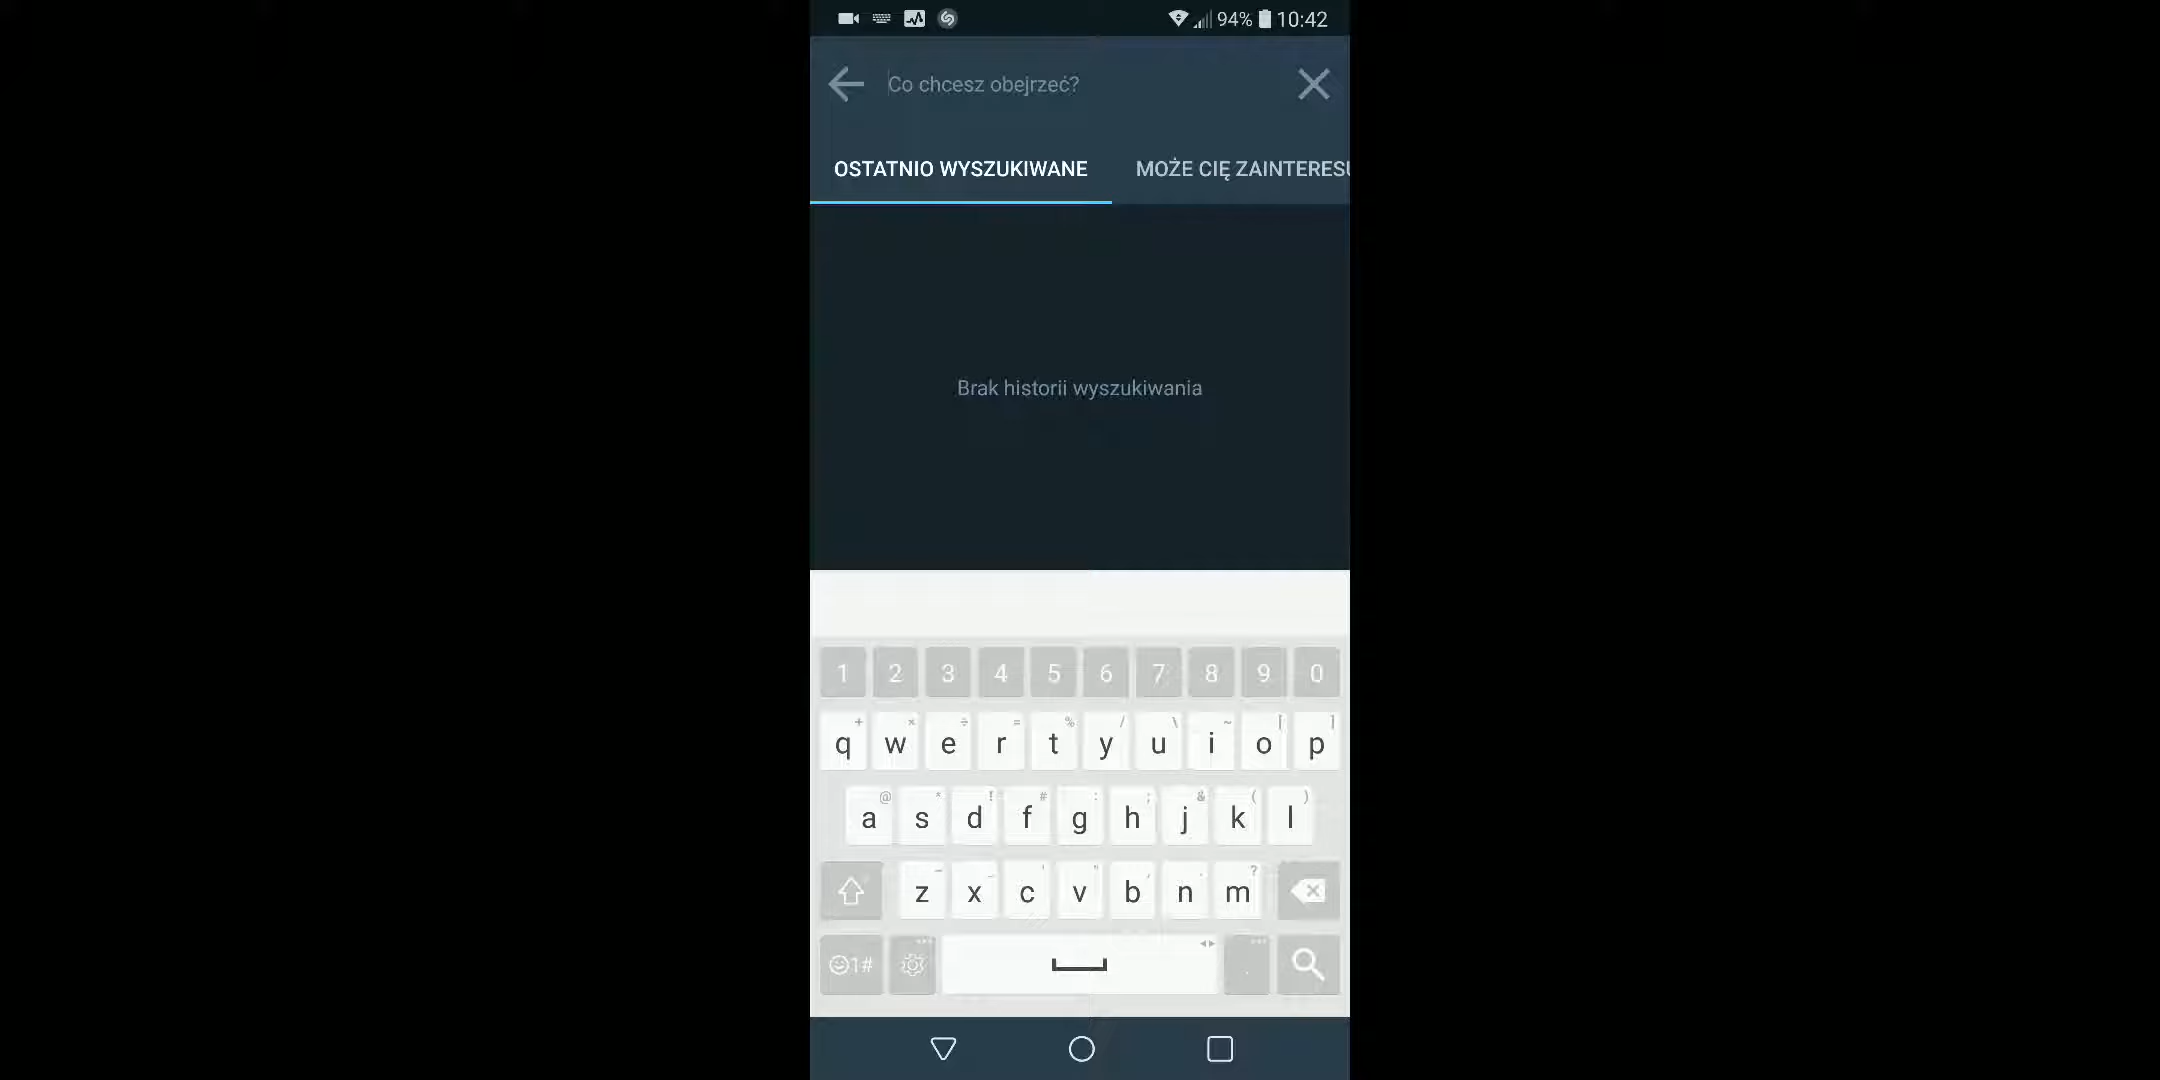 94% 10:42
Co chcesz obejrzeć?
OSTATNIO WYSZUKIWANE MOŻE CIĘ ZAINTERESU
Brak historii wyszukiwania
1 2 3 4 5 6 7 8 9 0
+ × ÷ = % / \ ~ [ ]
q w e r t y u i o p
@ * ! # : ; & ( )
a s d f g h j k l
- _ ' " , . ?
z x c v b n m
1# .